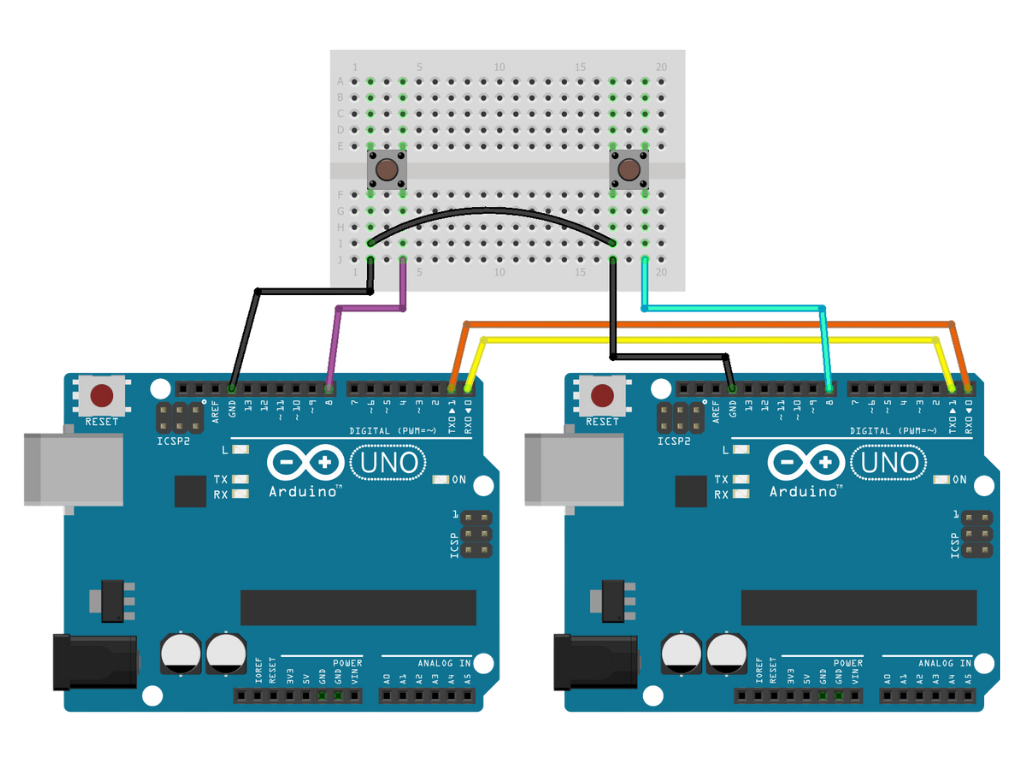 1 5 10 15 20
A
B
C
D
E
F
G
H
I
J
1 5 10 15 20
RESET
ICSP2
AREF
GND
13
12
~11
~10
~9
8
7
~6
~5
4
~3
2
TX0 ▶ 1
RX0 ◀ 0
DIGITAL (PWM=~)
L
TX
RX
UNO
Arduino™
ON
1
ICSP
IOREF
RESET
3V3
5V
GND
GND
VIN
POWER
ANALOG IN
A0
A1
A2
A3
A4
A5
RESET
ICSP2
AREF
GND
13
12
~11
~10
~9
8
7
~6
~5
4
~3
2
TX0 ▶ 1
RX0 ◀ 0
DIGITAL (PWM=~)
L
TX
RX
UNO
Arduino™
ON
1
ICSP
IOREF
RESET
3V3
5V
GND
GND
VIN
POWER
ANALOG IN
A0
A1
A2
A3
A4
A5